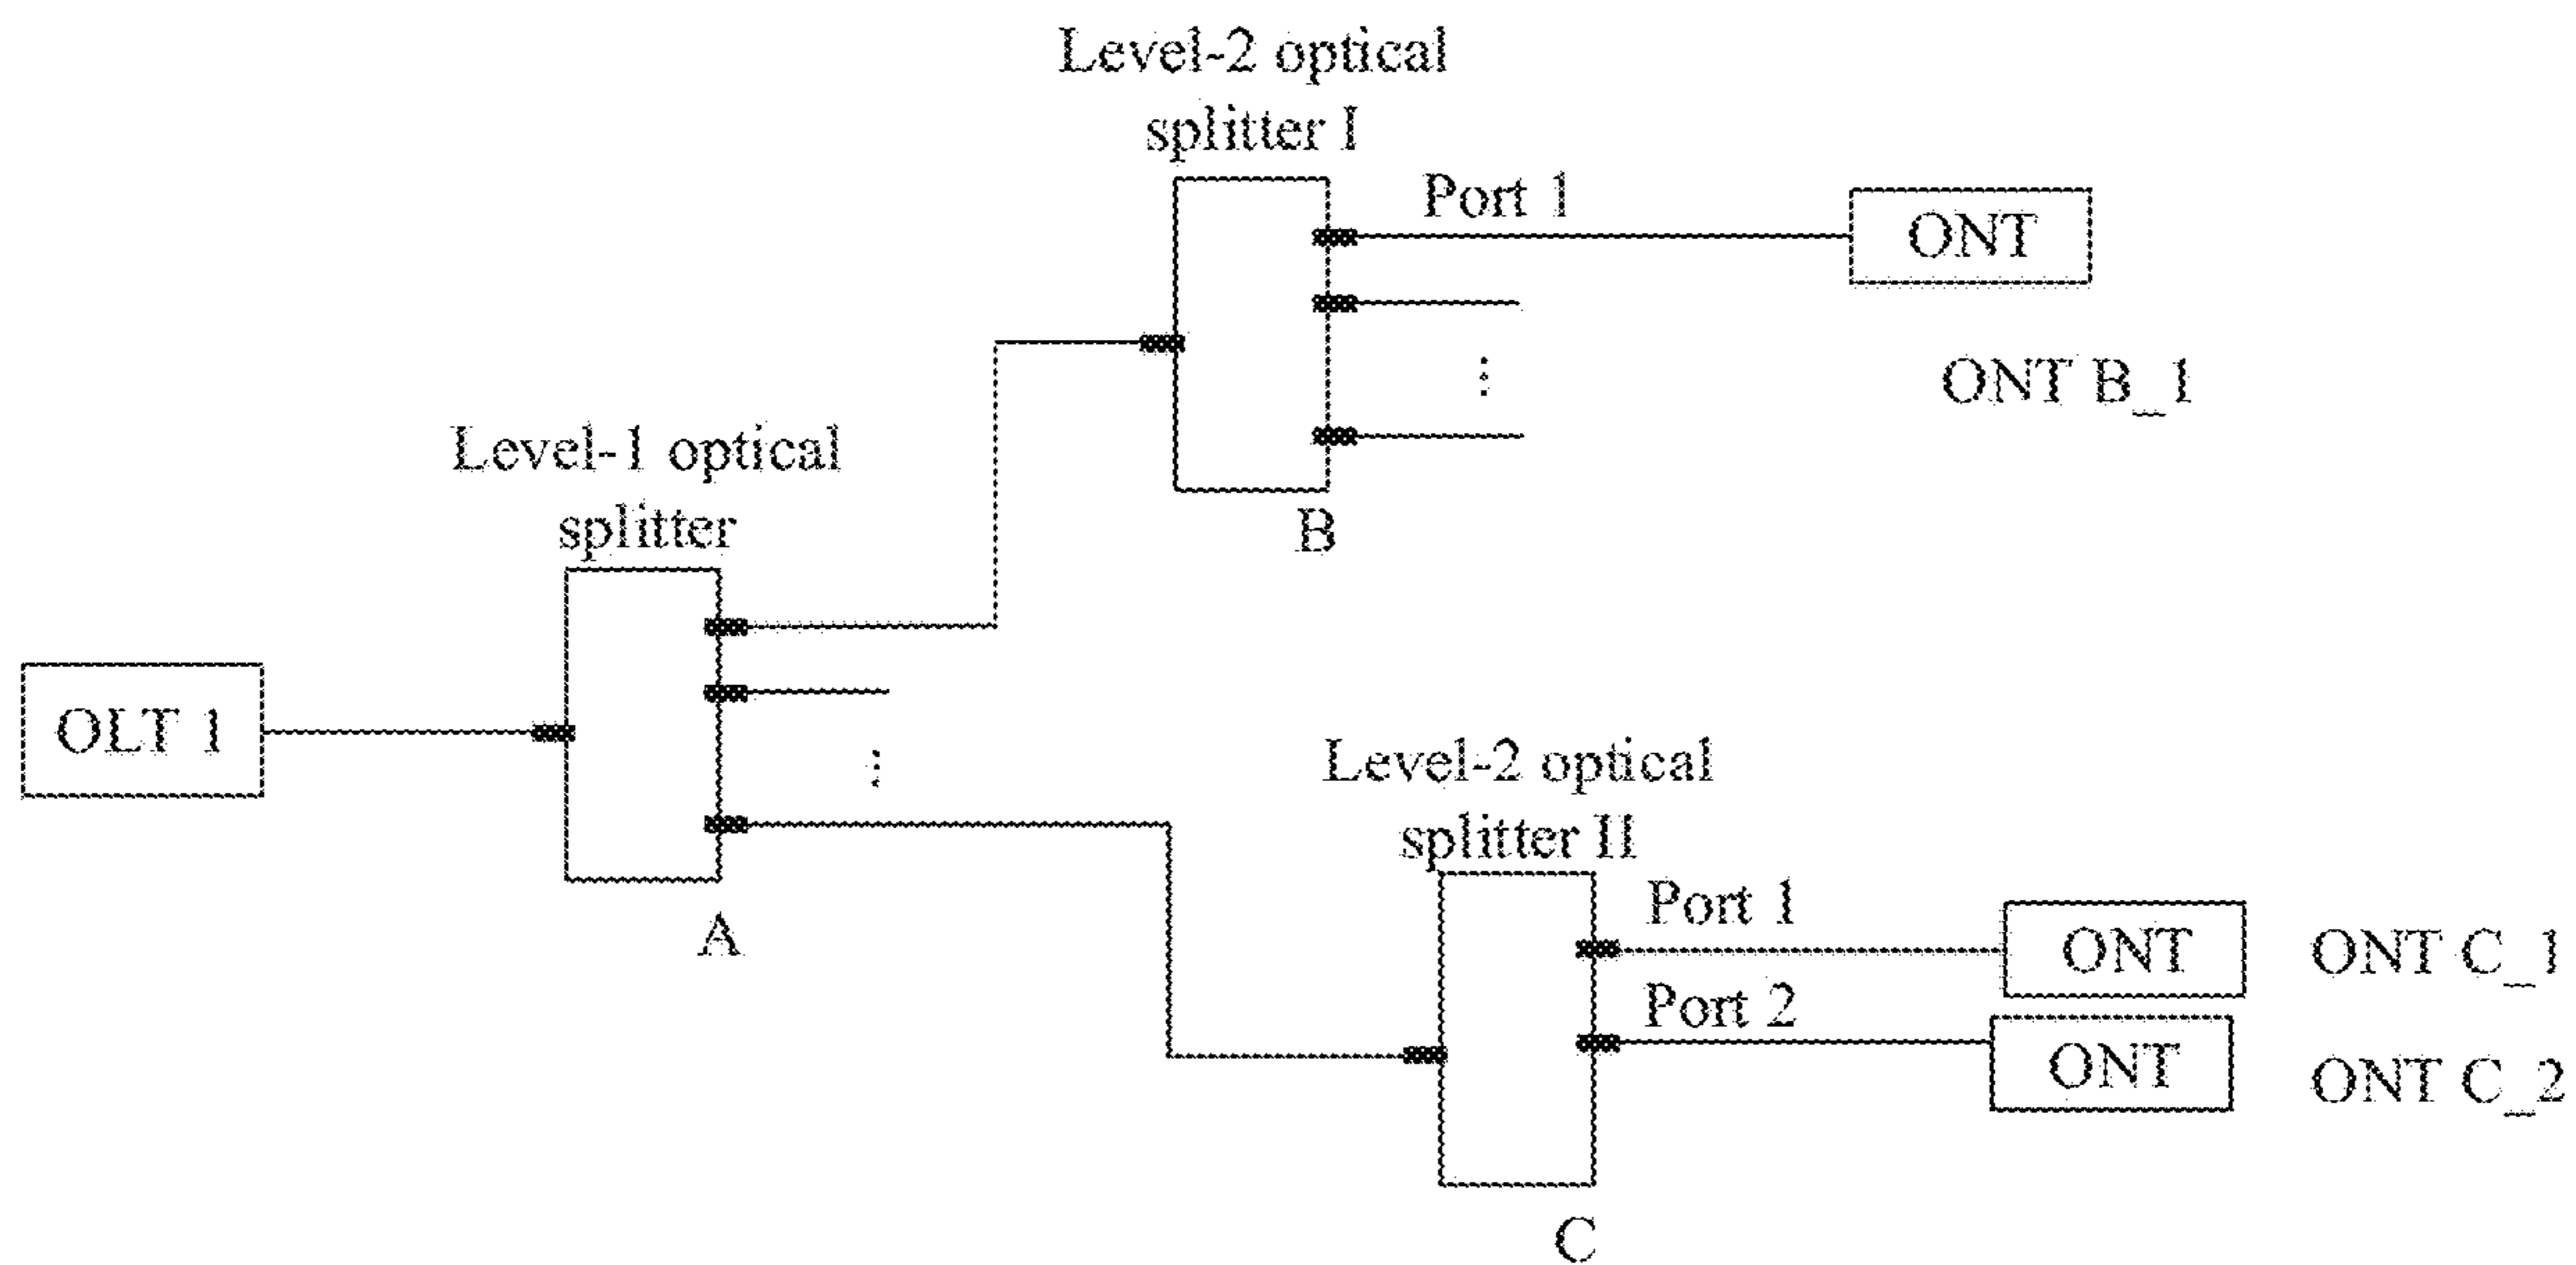 Level-2 optical
splitter I
Port 1
ONT
ONT B_1
B
Level-1 optical
splitter
OLT 1
A
Level-2 optical
splitter II
Port 1
ONT
ONT C_1
Port 2
ONT
ONT C_2
C